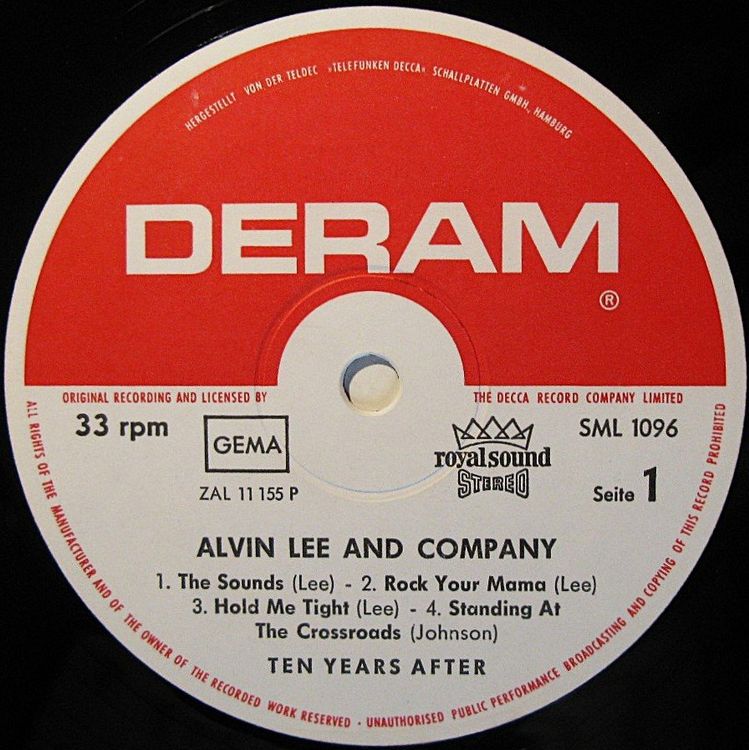 HERGESTELLT VON DER TELDEC »TELEFUNKEN DECCA« SCHALLPLATTEN GMBH., HAMBURG
DERAM
®
ORIGINAL RECORDING AND LICENSED BY THE DECCA RECORD COMPANY LIMITED
33 rpm
GEMA
ZAL 11 155 P
royalsound
STEREO
SML 1096
Seite 1
ALVIN LEE AND COMPANY
1. The Sounds (Lee) - 2. Rock Your Mama (Lee)
3. Hold Me Tight (Lee) - 4. Standing At
The Crossroads (Johnson)
TEN YEARS AFTER
ALL RIGHTS OF THE MANUFACTURER AND OF THE OWNER OF THE RECORDED WORK RESERVED · UNAUTHORISED PUBLIC PERFORMANCE BROADCASTING AND COPYING OF THIS RECORD PROHIBITED